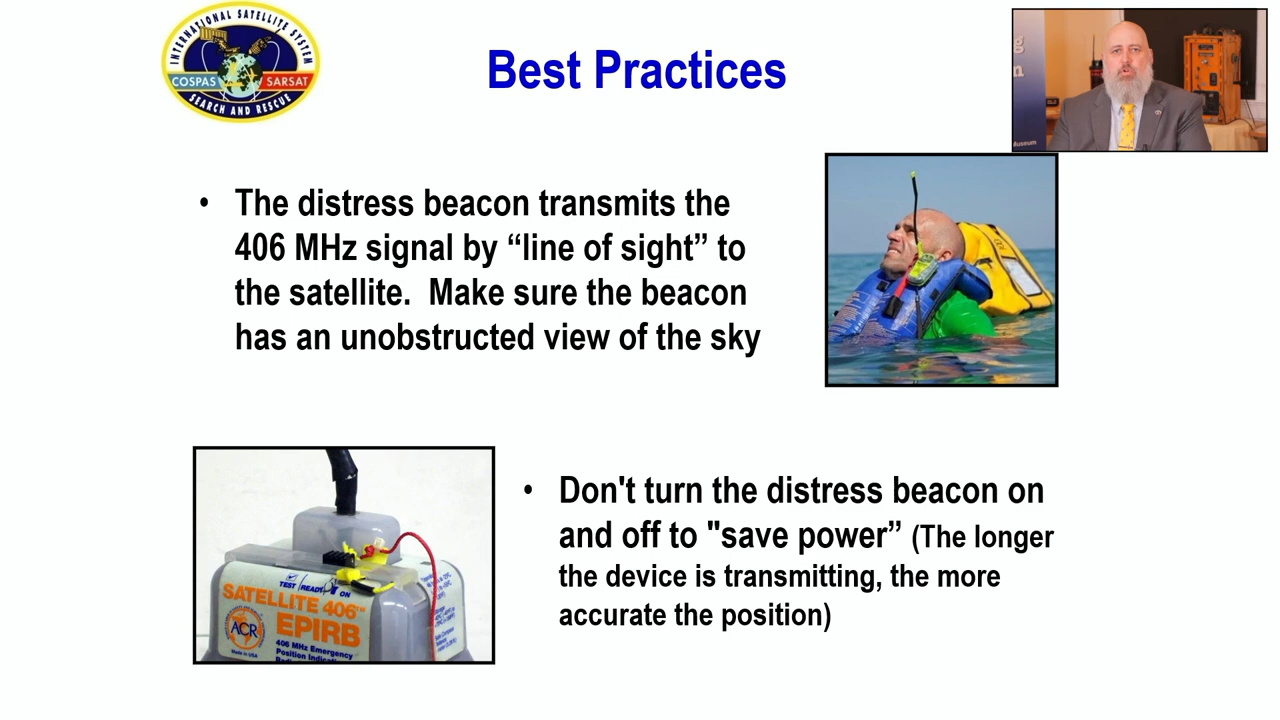 INTERNATIONAL SATELLITE SYSTEM
COSPAS SARSAT
SEARCH AND RESCUE
Best Practices
• The distress beacon transmits the
406 MHz signal by “line of sight” to
the satellite.  Make sure the beacon
has an unobstructed view of the sky
TEST READY ON
SATELLITE 406™
EPIRB
ACR
Made in USA
406 MHz Emergency
Position Indicati
• Don't turn the distress beacon on
and off to "save power” (The longer
the device is transmitting, the more
accurate the position)